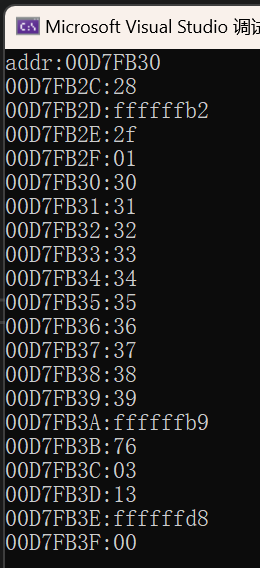 Microsoft Visual Studio 调试
addr:00D7FB30
00D7FB2C:28
00D7FB2D:ffffffb2
00D7FB2E:2f
00D7FB2F:01
00D7FB30:30
00D7FB31:31
00D7FB32:32
00D7FB33:33
00D7FB34:34
00D7FB35:35
00D7FB36:36
00D7FB37:37
00D7FB38:38
00D7FB39:39
00D7FB3A:ffffffb9
00D7FB3B:76
00D7FB3C:03
00D7FB3D:13
00D7FB3E:ffffffd8
00D7FB3F:00